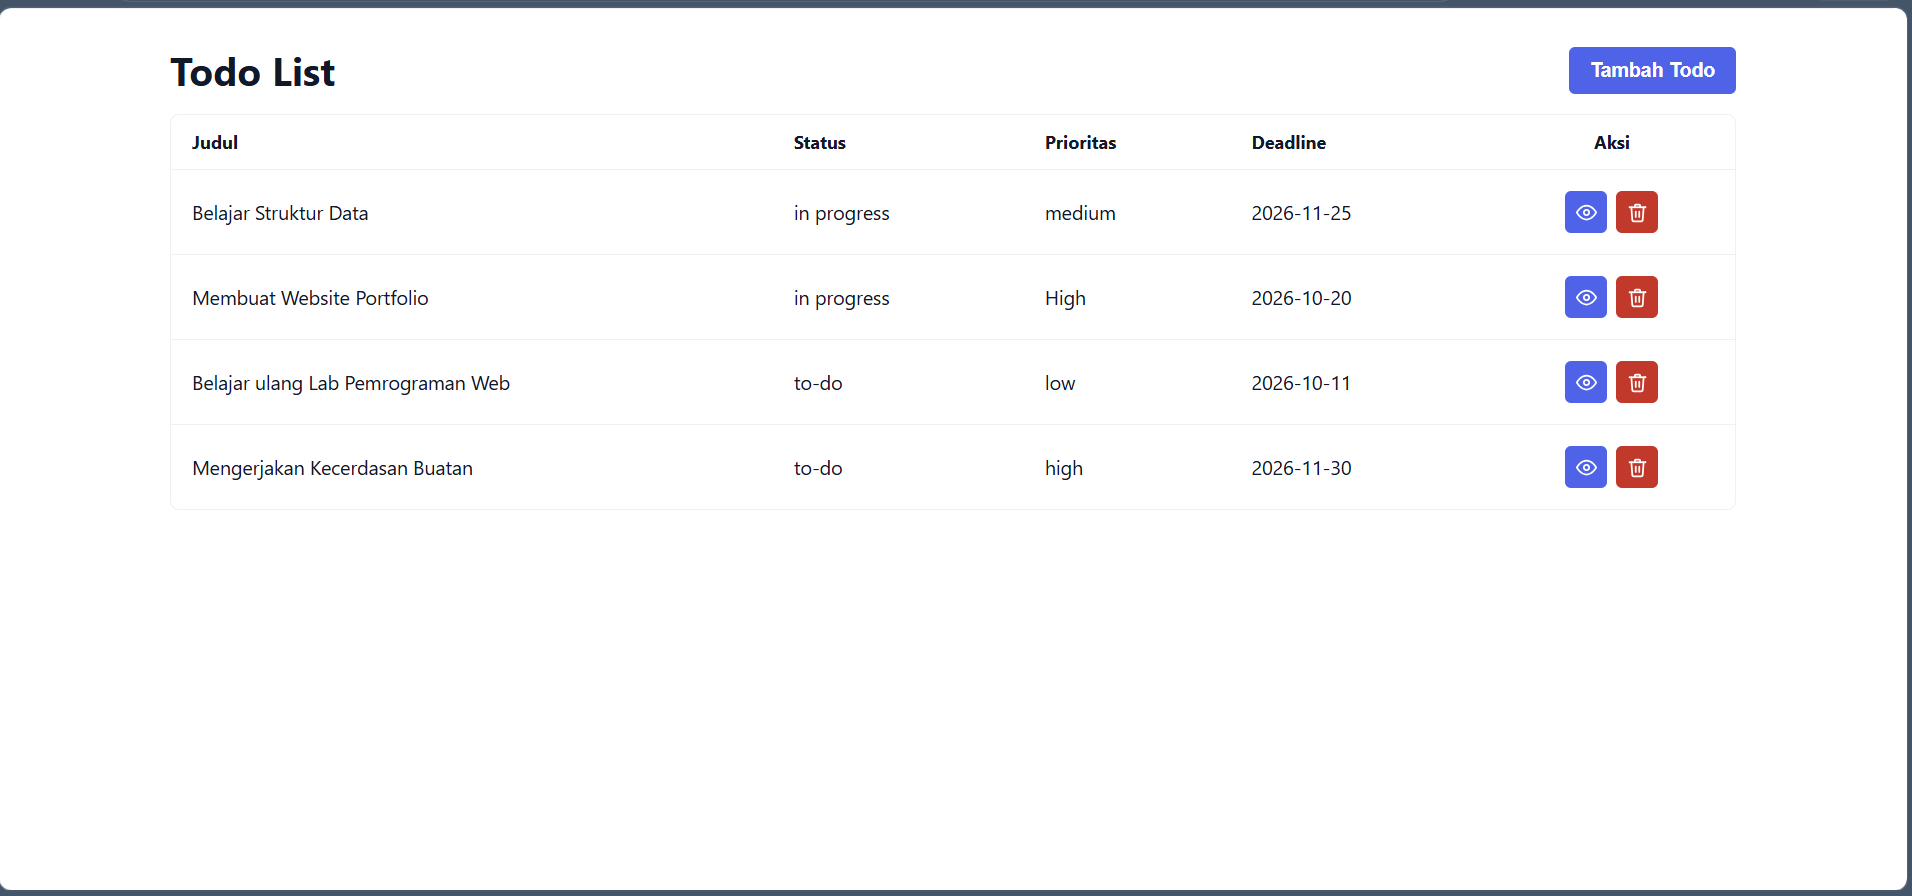 Todo List
Tambah Todo
Judul Status Prioritas Deadline Aksi
Belajar Struktur Data in progress medium 2026-11-25
Membuat Website Portfolio in progress High 2026-10-20
Belajar ulang Lab Pemrograman Web to-do low 2026-10-11
Mengerjakan Kecerdasan Buatan to-do high 2026-11-30